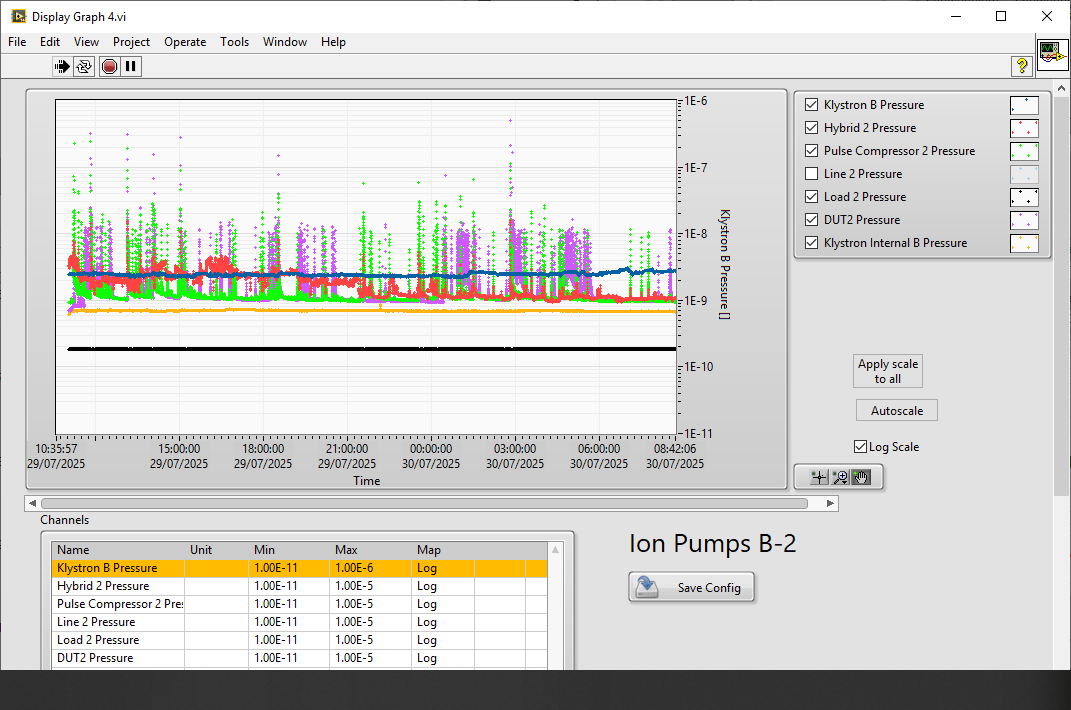 Display Graph 4.vi
File Edit View Project Operate Tools Window Help
1E-6
1E-7
1E-8
1E-9
1E-10
1E-11
Klystron B Pressure []
10:35:57 15:00:00 18:00:00 21:00:00 00:00:00 03:00:00 06:00:00 08:42:06
29/07/2025 29/07/2025 29/07/2025 29/07/2025 30/07/2025 30/07/2025 30/07/2025 30/07/2025
Time
Klystron B Pressure
Hybrid 2 Pressure
Pulse Compressor 2 Pressure
Line 2 Pressure
Load 2 Pressure
DUT2 Pressure
Klystron Internal B Pressure
Apply scale
to all
Autoscale
Log Scale
Channels
Name Unit Min Max Map
Klystron B Pressure 1.00E-11 1.00E-6 Log
Hybrid 2 Pressure 1.00E-11 1.00E-5 Log
Pulse Compressor 2 Pres 1.00E-11 1.00E-5 Log
Line 2 Pressure 1.00E-11 1.00E-5 Log
Load 2 Pressure 1.00E-11 1.00E-5 Log
DUT2 Pressure 1.00E-11 1.00E-5 Log
Ion Pumps B-2
Save Config